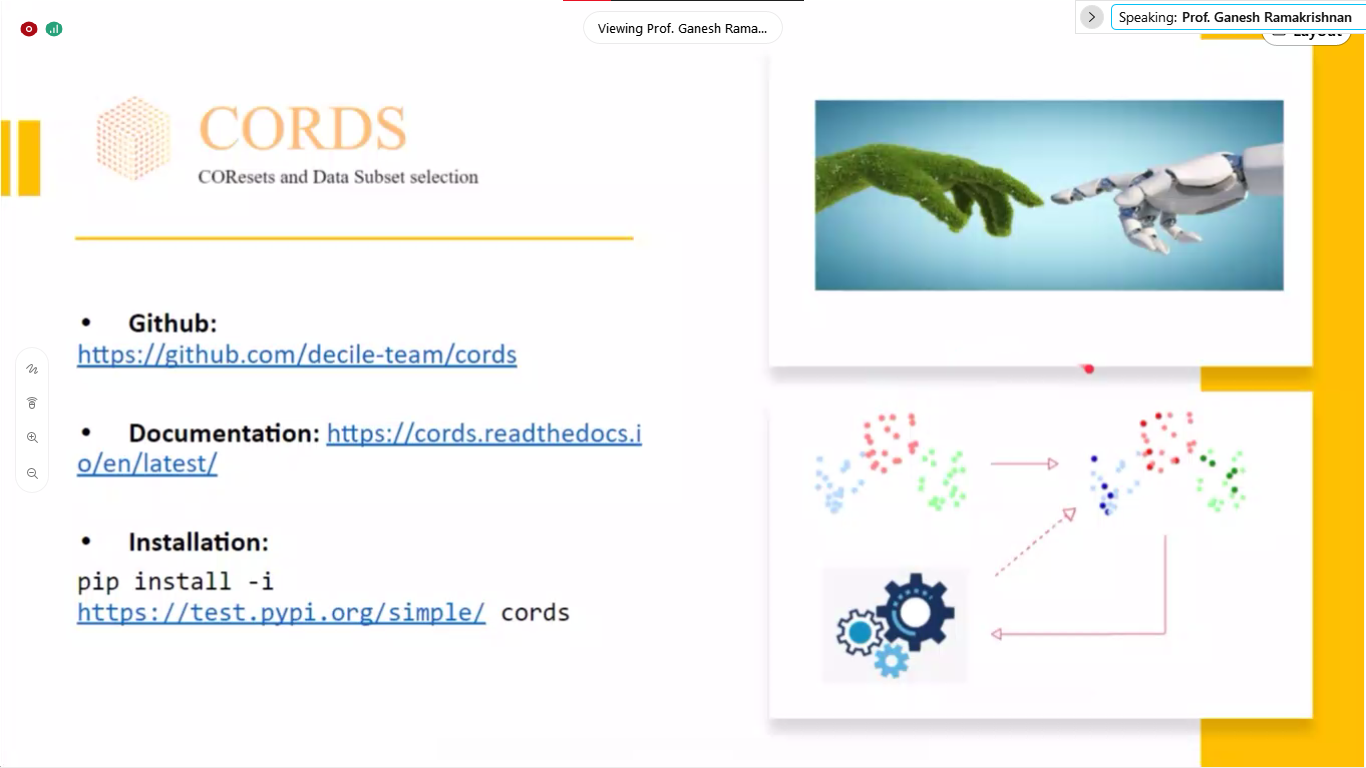 Viewing Prof. Ganesh Rama...
Speaking: Prof. Ganesh Ramakrishnan
Layout
CORDS
COResets and Data Subset selection
• Github:
https://github.com/decile-team/cords
• Documentation: https://cords.readthedocs.i
o/en/latest/
• Installation:
pip install -i
https://test.pypi.org/simple/ cords